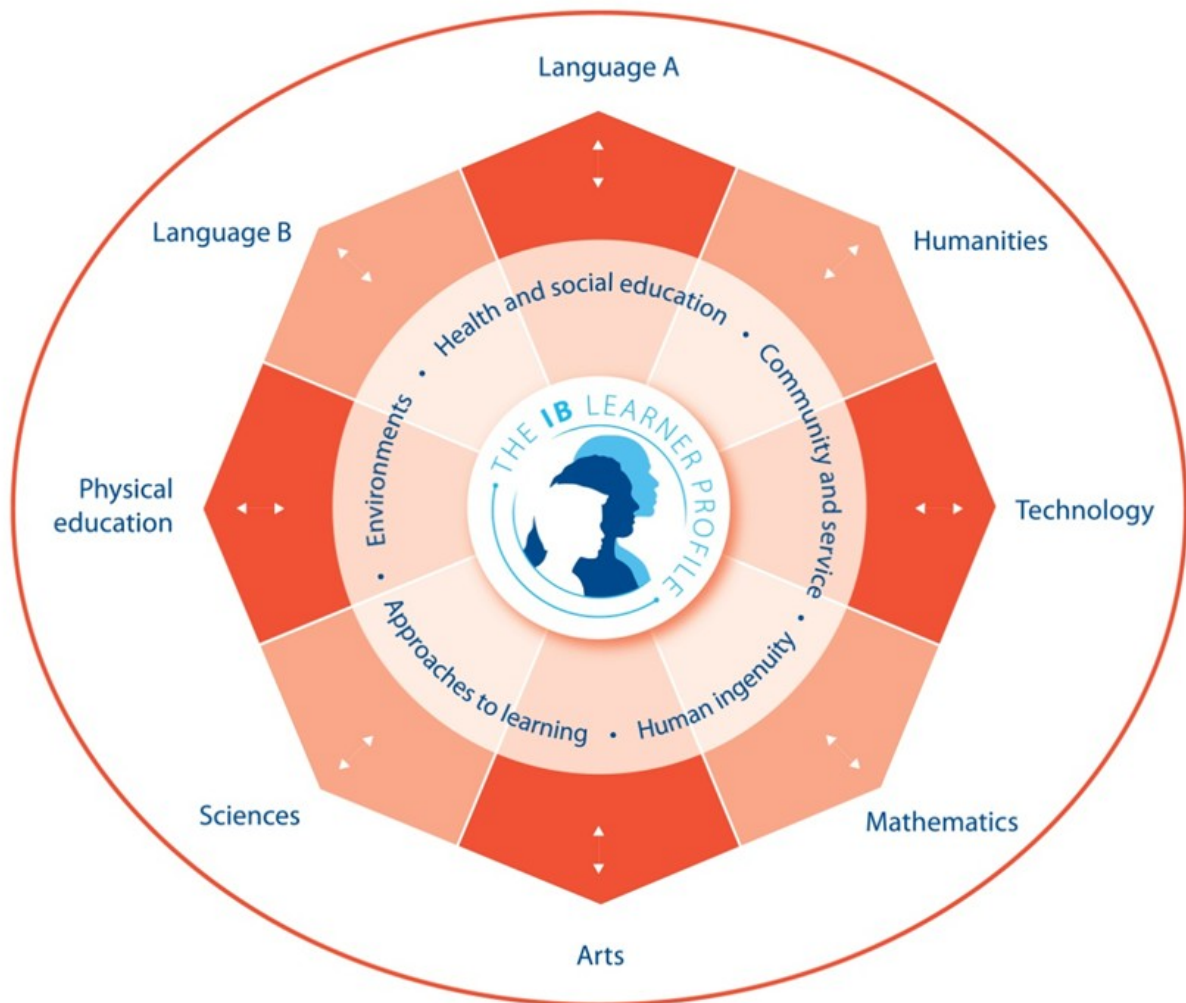 Language A
Language B
Humanities
Health and social education
•
Community and service
•
Environments
•
THE IB LEARNER PROFILE
Physical
education
Technology
Approaches to learning
•
Human ingenuity
•
Sciences
Mathematics
Arts